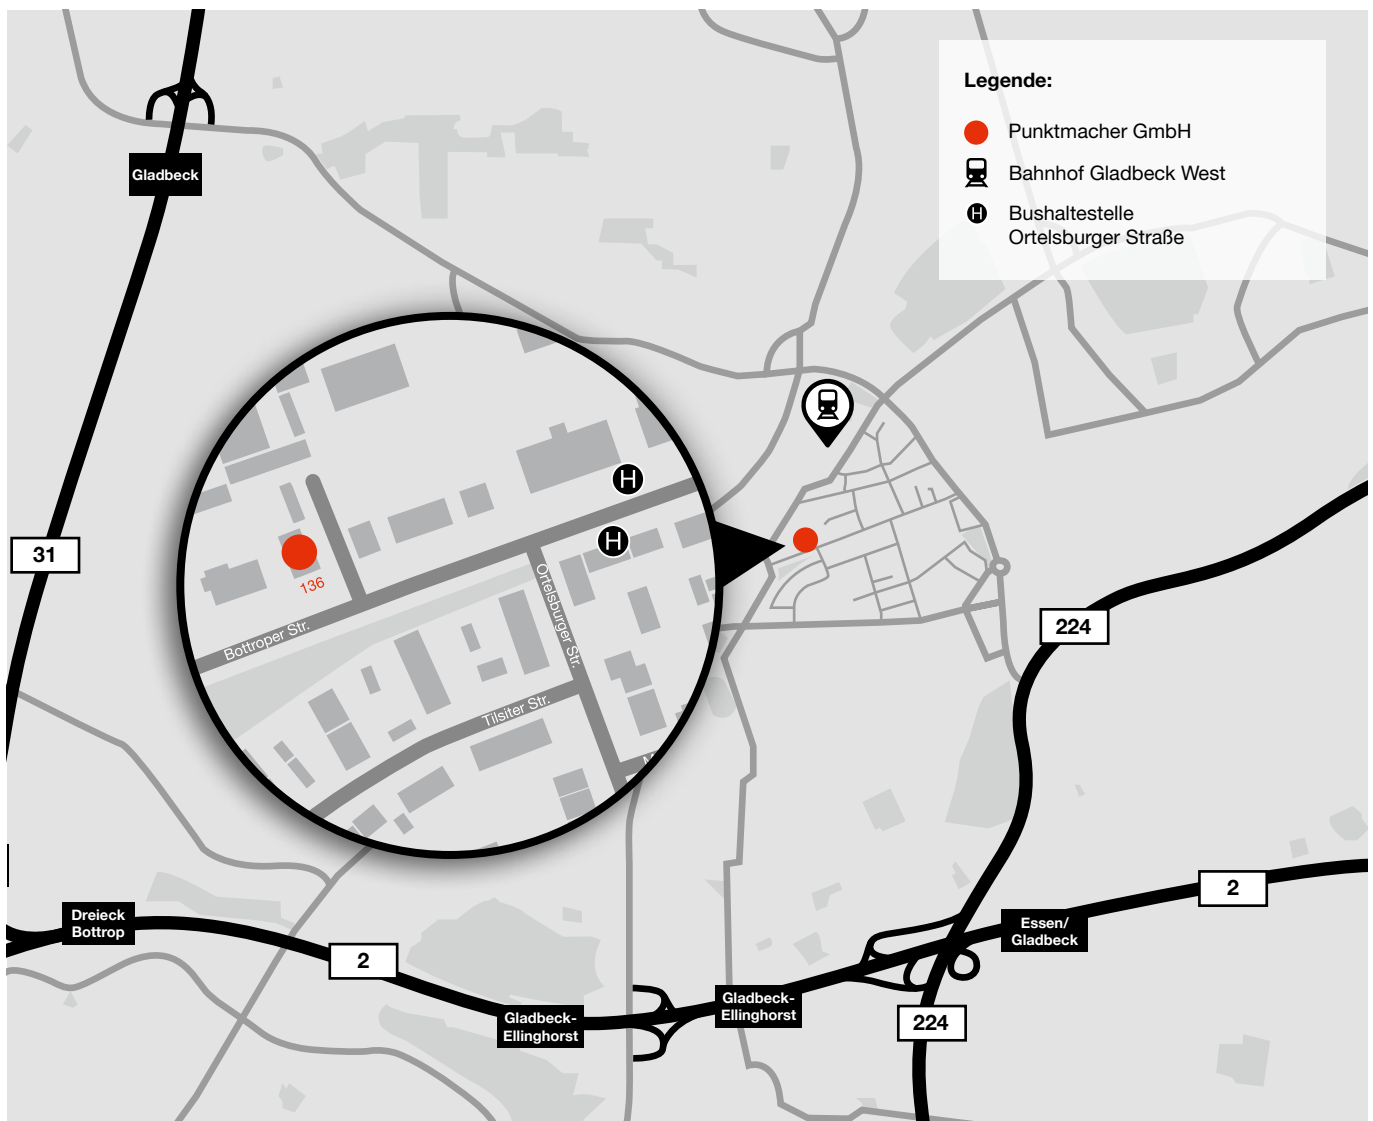 Legende:
Punktmacher GmbH
Bahnhof Gladbeck West
H
Bushaltestelle
Ortelsburger Straße
Gladbeck
H
H
31
136
Bottroper Str.
Ortelsburger Str.
Tilsiter Str.
224
2
Dreieck
Bottrop
Essen/
Gladbeck
2
Gladbeck-
Ellinghorst
Gladbeck-
Ellinghorst
224